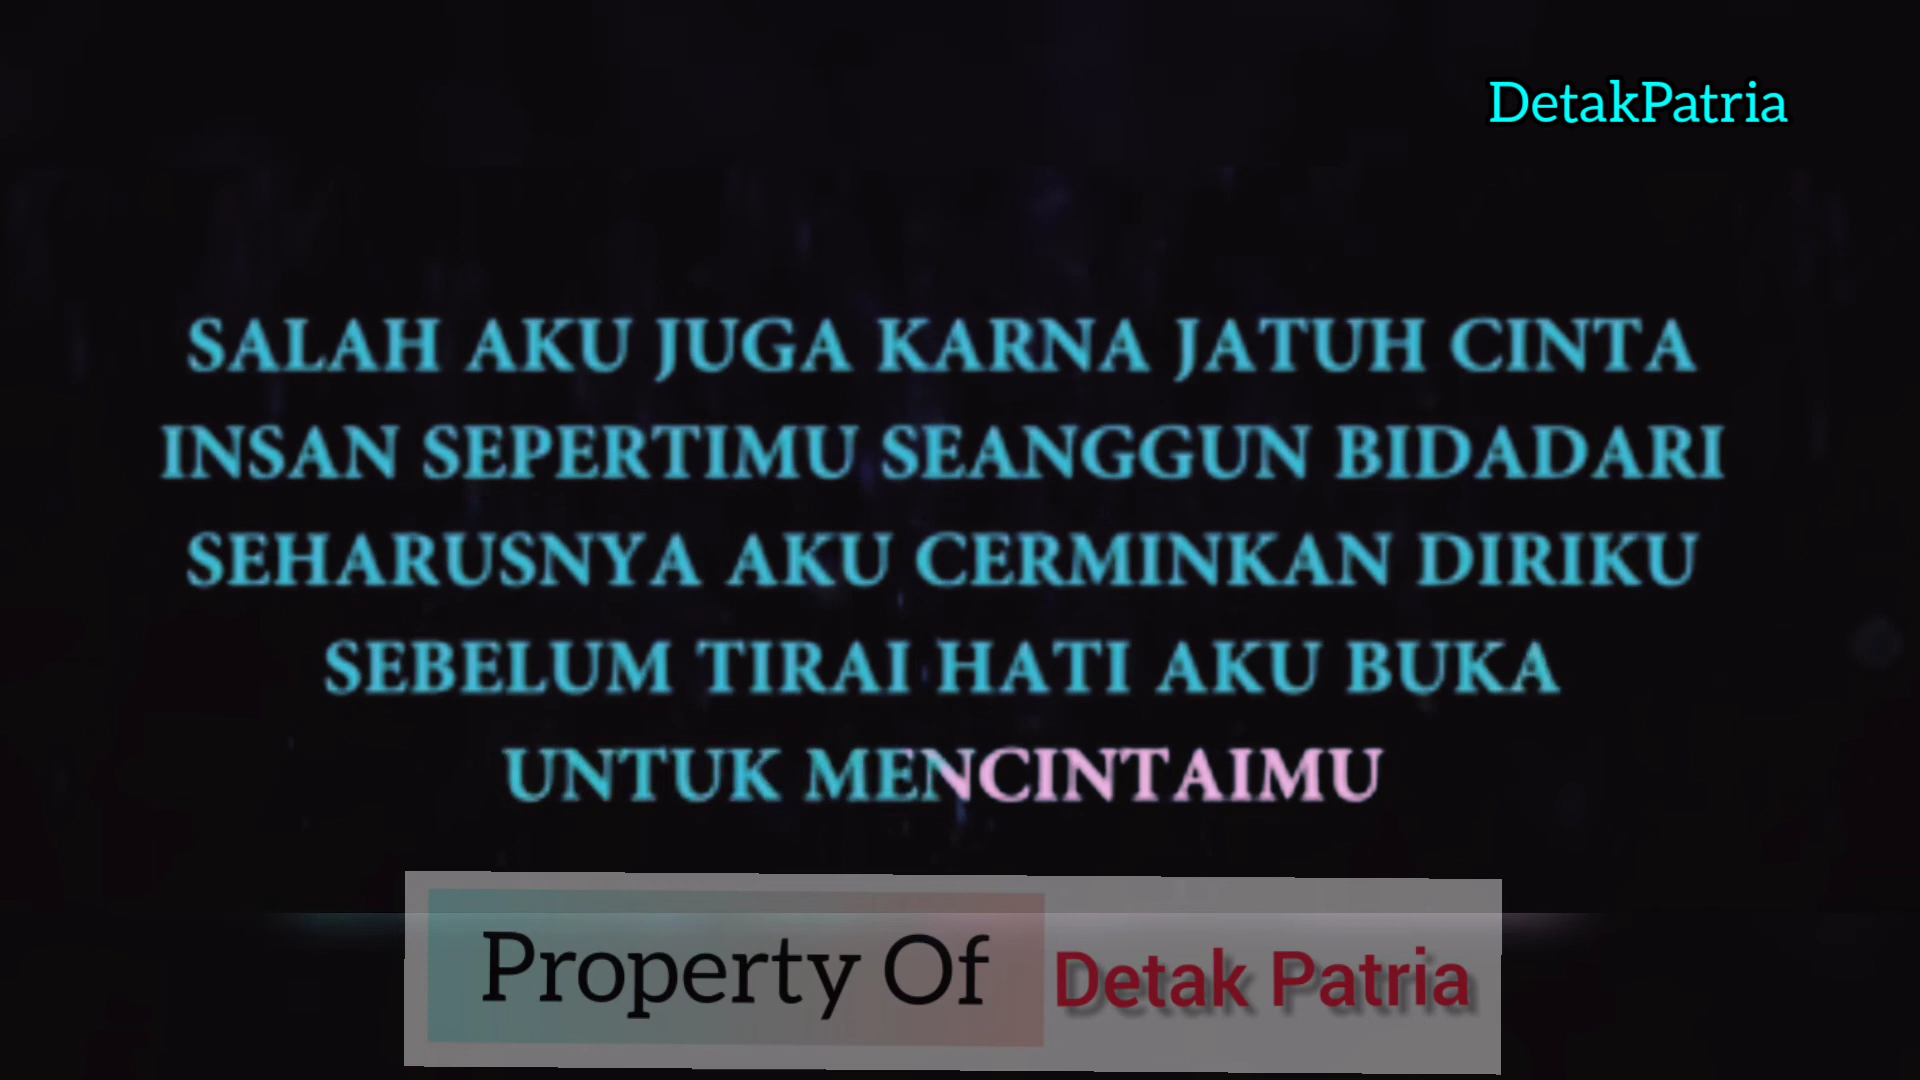 DetakPatria
SALAH AKU JUGA KARNA JATUH CINTA
INSAN SEPERTIMU SEANGGUN BIDADARI
SEHARUSNYA AKU CERMINKAN DIRIKU
SEBELUM TIRAI HATI AKU BUKA
UNTUK MENCINTAIMU
Property Of Detak Patria